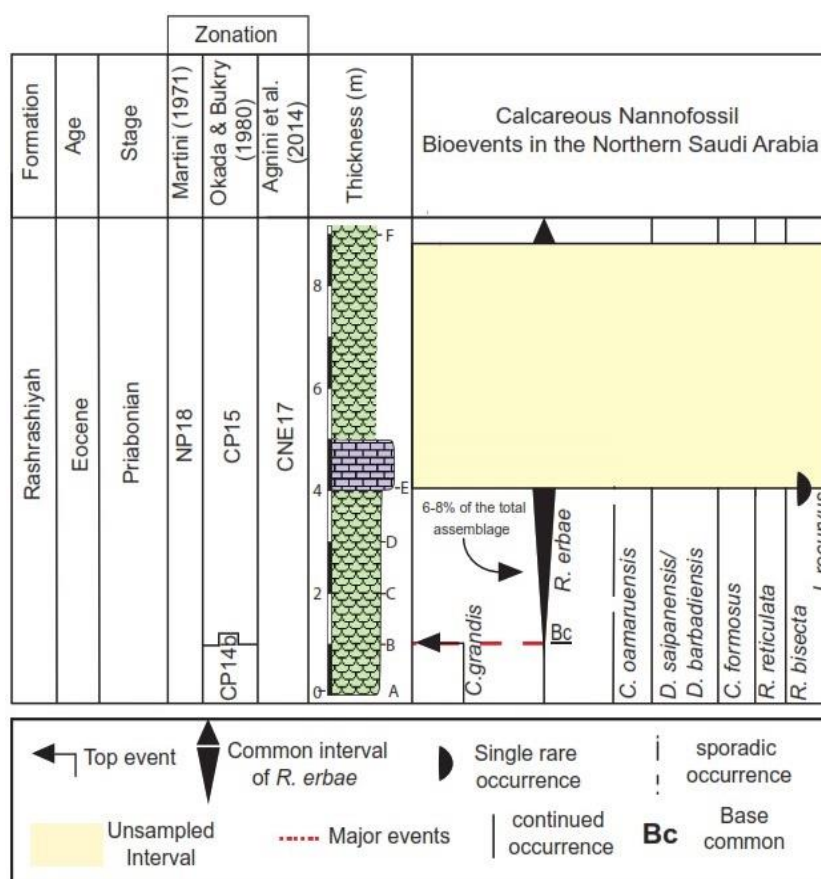 Zonation
Formation
Age
Stage
Martini (1971)
Okada & Bukry
(1980)
Agnini et al.
(2014)
Thickness (m)
Calcareous Nannofossil
Bioevents in the Northern Saudi Arabia
Rashrashiyah
Eocene
Priabonian
NP18
CP15
CP14b
CNE17
8
6
4
2
0
F
E
D
C
B
A
6-8% of the total
assemblage
C.grandis
R. erbae
Bc
C. oamaruensis
D. saipanensis/
D. barbadiensis
C. formosus
R. reticulata
R. bisecta
Top event
Common interval
of R. erbae
Single rare
occurrence
sporadic
occurrence
Unsampled
Interval
Major events
continued
occurrence
Bc
Base
common